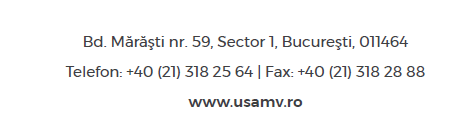 Bd. Mărăşti nr. 59, Sector 1, Bucureşti, 011464
Telefon: +40 (21) 318 25 64 | Fax: +40 (21) 318 28 88
www.usamv.ro